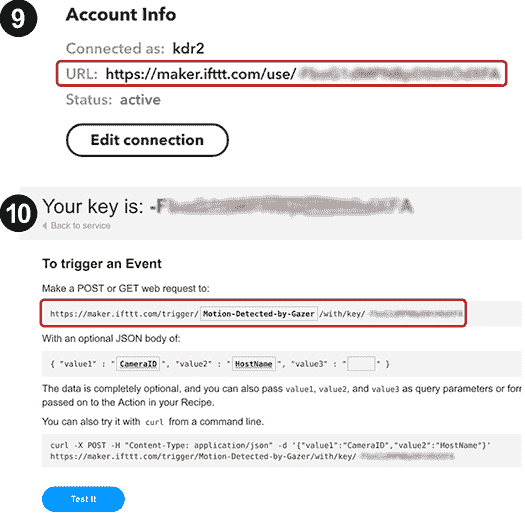 9
Account Info
Connected as: kdr2
URL: https://maker.ifttt.com/use/
Status: active
Edit connection
10
Your key is:
Back to service
To trigger an Event
Make a POST or GET web request to:
https://maker.ifttt.com/trigger/ Motion-Detected-by-Gazer /with/key/
With an optional JSON body of:
{ "value1" : " CameraID ", "value2" : " HostName ", "value3" : " " }
The data is completely optional, and you can also pass value1, value2, and value3 as query parameters or for
passed on to the Action in your Recipe.
You can also try it with curl from a command line.
curl -X POST -H "Content-Type: application/json" -d '{"value1":"CameraID","value2":"HostName"}'
https://maker.ifttt.com/trigger/Motion-Detected-by-Gazer/with/key/
Test It